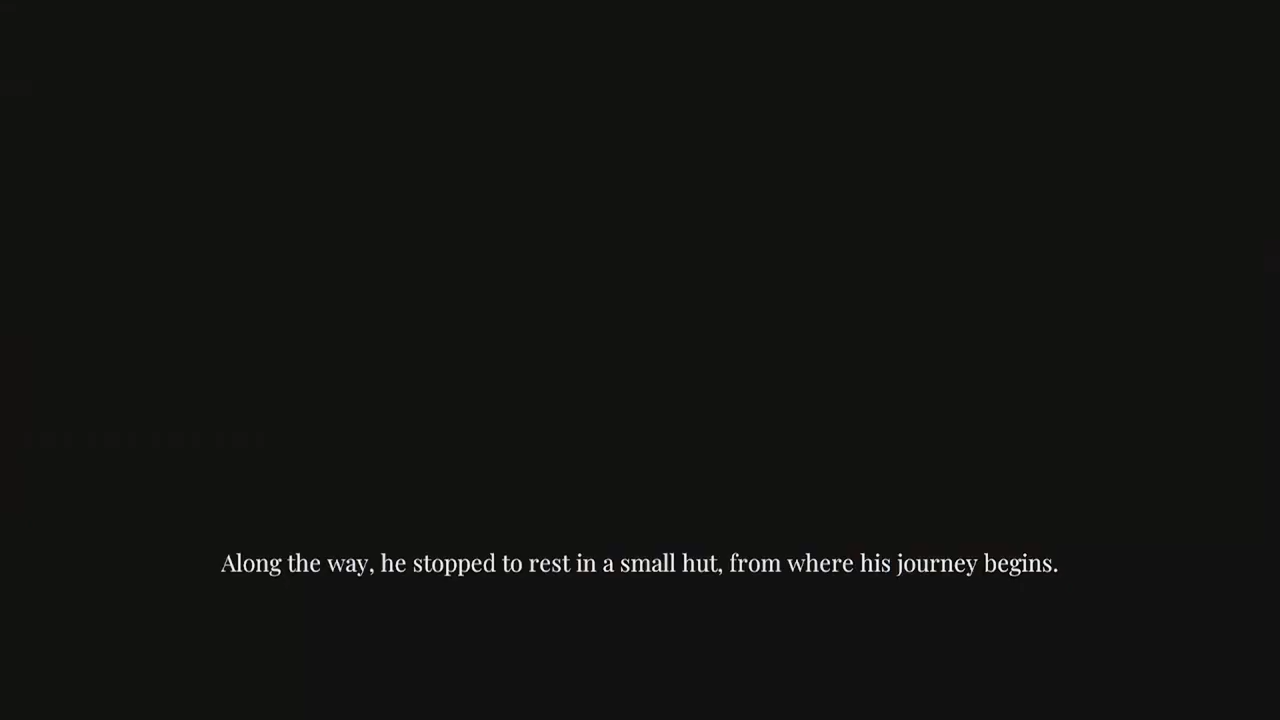 Along the way, he stopped to rest in a small hut, from where his journey begins.